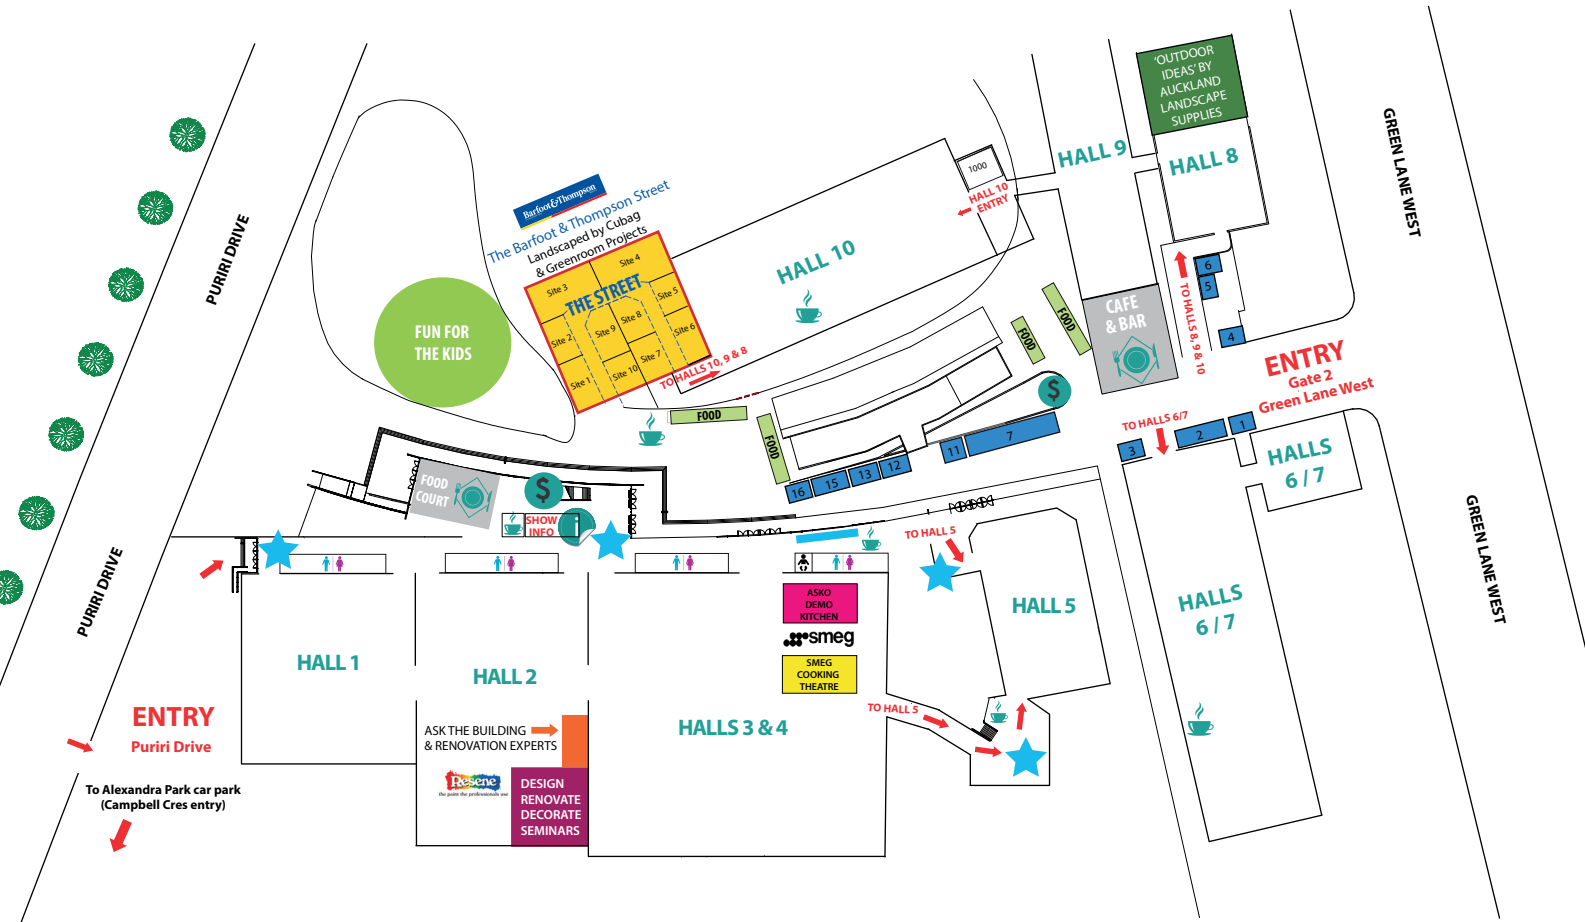 'OUTDOOR
IDEAS' BY
AUCKLAND
LANDSCAPE
SUPPLIES
HALL 9
HALL 8
GREEN LANE WEST
1000
HALL 10
ENTRY
Barfoot&Thompson
The Barfoot & Thompson Street
Landscaped by Cubag
& Greenroom Projects
PURIRI DRIVE
HALL 10
Site 4
Site 3
THE STREET
Site 5
Site 8
Site 9
Site 6
Site 2
Site 7
Site 10
Site 1
FUN FOR
THE KIDS
TO HALLS 10, 9 & 8
6
5
4
TO HALLS 8, 9 & 10
CAFE
& BAR
FOOD
FOOD
FOOD
FOOD
ENTRY
Gate 2
Green Lane West
TO HALLS 6/7
1
2
3
$
7
11
12
13
15
16
HALLS
6 / 7
FOOD
COURT
$
SHOW
INFO
i
TO HALL 5
GREEN LANE WEST
PURIRI DRIVE
ASKO
DEMO
KITCHEN
smeg
SMEG
COOKING
THEATRE
HALL 5
HALLS
6 / 7
HALL 1
HALL 2
HALLS 3 & 4
TO HALL 5
ENTRY
Puriri Drive
To Alexandra Park car park
(Campbell Cres entry)
ASK THE BUILDING
& RENOVATION EXPERTS
Resene
the paint the professionals use
DESIGN
RENOVATE
DECORATE
SEMINARS